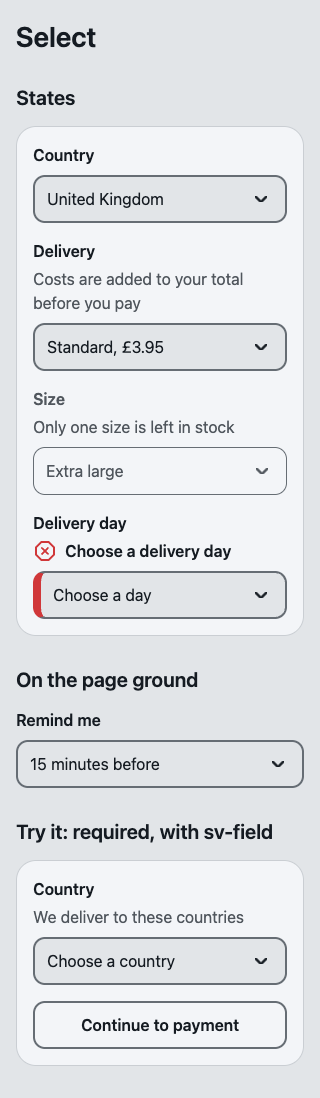 Select
States
Country
United Kingdom
Delivery
Costs are added to your total
before you pay
Standard, £3.95
Size
Only one size is left in stock
Extra large
Delivery day
Choose a delivery day
Choose a day
On the page ground
Remind me
15 minutes before
Try it: required, with sv-field
Country
We deliver to these countries
Choose a country
Continue to payment